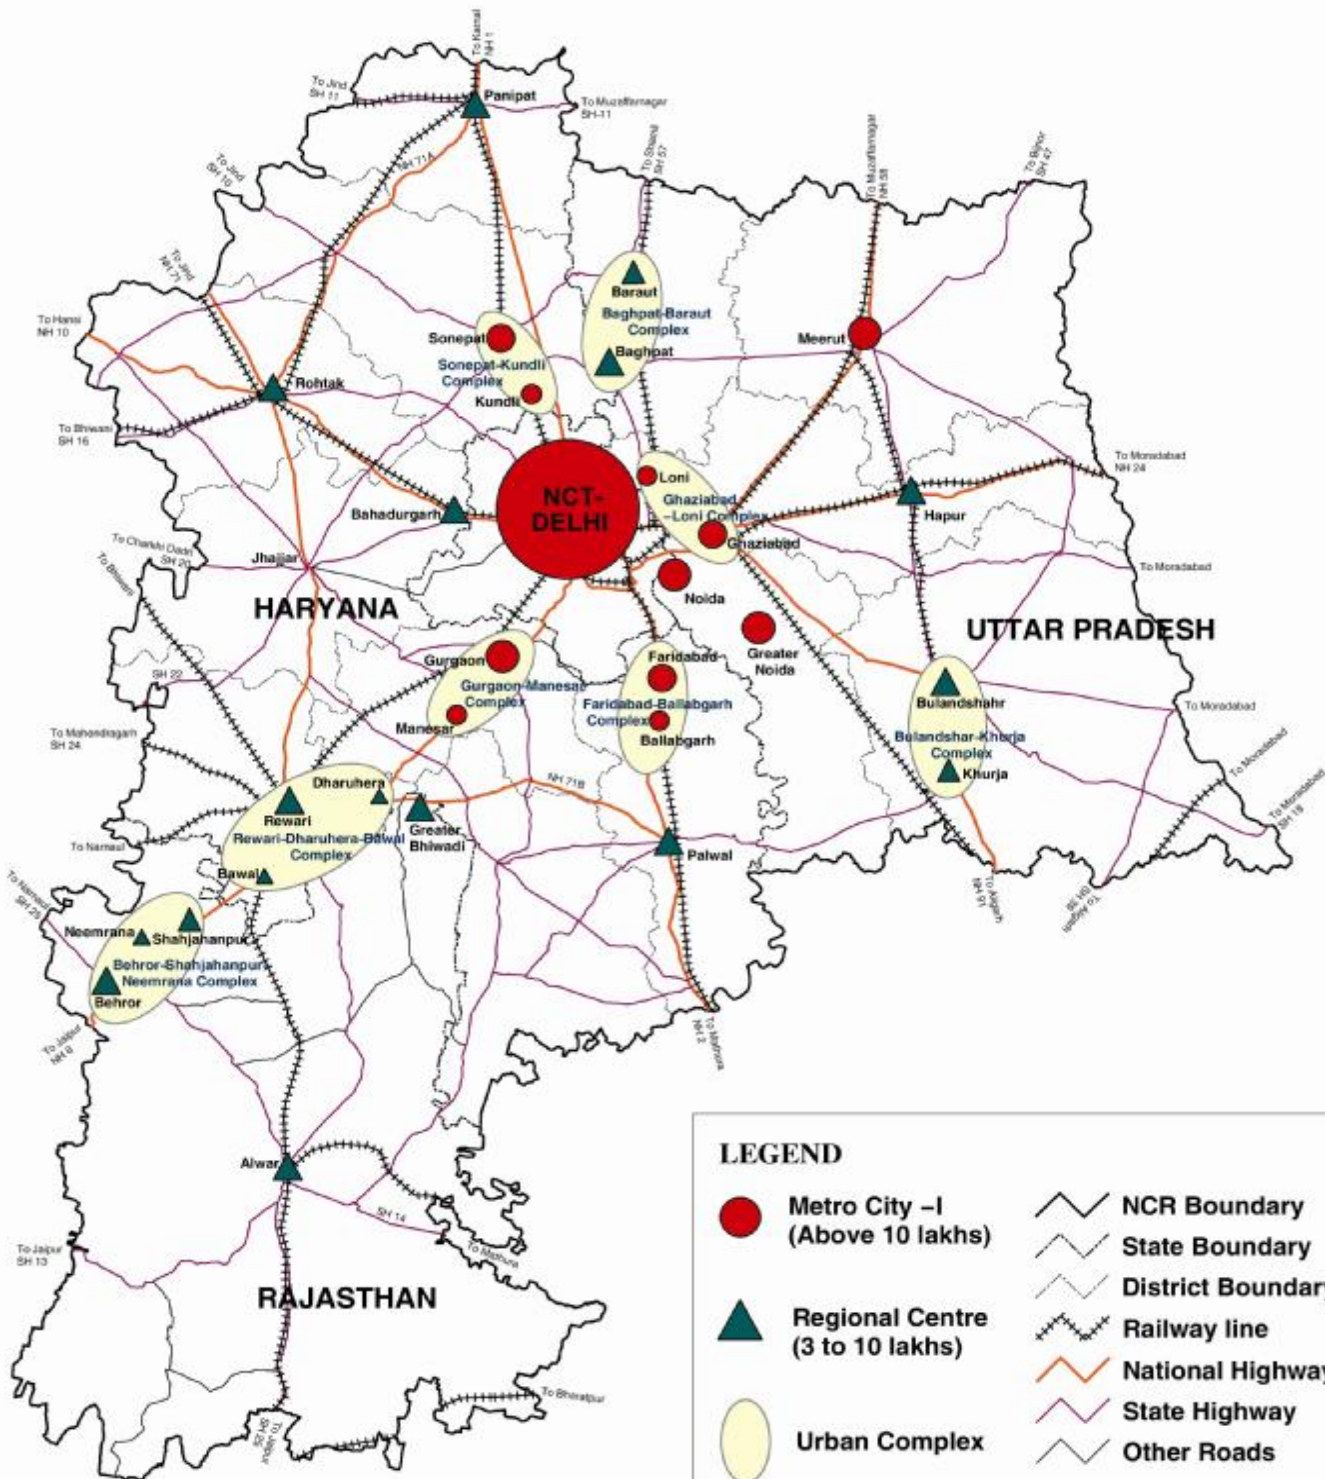 To Karnal
NH 1
To Jind
SH 11
Panipat
To Muzaffarnagar
SH-11
To Jind
SH 10
NH 71A
SH 57
To Muzaffarnagar
NH 58
To Bijnor
SH 47
To Jind
NH 71
To Hansi
NH 10
Baraut
Baghpat-Baraut
Complex
Baghpat
Sonepat
Sonepat-Kundli
Complex
Kundli
Meerut
Rohtak
To Bhiwani
SH 16
To Moradabad
NH 24
Loni
Ghaziabad
-Loni Complex
Ghaziabad
NCT-
DELHI
Bahadurgarh
Hapur
To Charkhi Dadri
SH 20
To Bhiwani
Jhajjar
To Moradabad
HARYANA
Noida
Greater
Noida
UTTAR PRADESH
SH 22
Gurgaon
Gurgaon-Manesar
Complex
Manesar
Faridabad
Faridabad-Ballabgarh
Complex
Ballabgarh
Bulandshahr
Bulandshar-Khurja
Complex
Khurja
To Moradabad
To Moradabad
To Moradabad
SH 18
To Mahendragarh
SH 24
Dharuhera
NH 71B
Rewari
Rewari-Dharuhera-Bawal
Complex
Bawal
Greater
Bhiwadi
Palwal
To Narnaul
To Narnaul
SH 25
To Aligarh
NH 91
To Aligarh
Neemrana
Shahjahanpur
Behror-Shahjahanpur
Neemrana Complex
Behror
To Jaipur
NH 8
To Mathura
NH 2
Alwar
SH 14
To Mathura
To Jaipur
SH 13
RAJASTHAN
To Bharatpur
To Jaipur
SH 25
LEGEND
Metro City -I
(Above 10 lakhs)
Regional Centre
(3 to 10 lakhs)
Urban Complex
NCR Boundary
State Boundary
District Boundary
Railway line
National Highway
State Highway
Other Roads